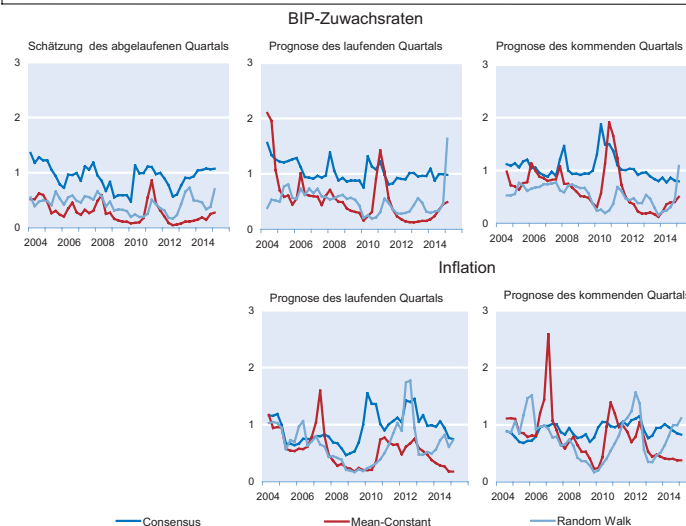 BIP-Zuwachsraten
Schätzung des abgelaufenen Quartals
Prognose des laufenden Quartals
Prognose des kommenden Quartals
3
2
1
0
2004 2006 2008 2010 2012 2014
3
2
1
0
2004 2006 2008 2010 2012 2014
3
2
1
0
2004 2006 2008 2010 2012 2014
Inflation
Prognose des laufenden Quartals
Prognose des kommenden Quartals
3
2
1
0
2004 2006 2008 2010 2012 2014
3
2
1
0
2004 2006 2008 2010 2012 2014
Consensus
Mean-Constant
Random Walk